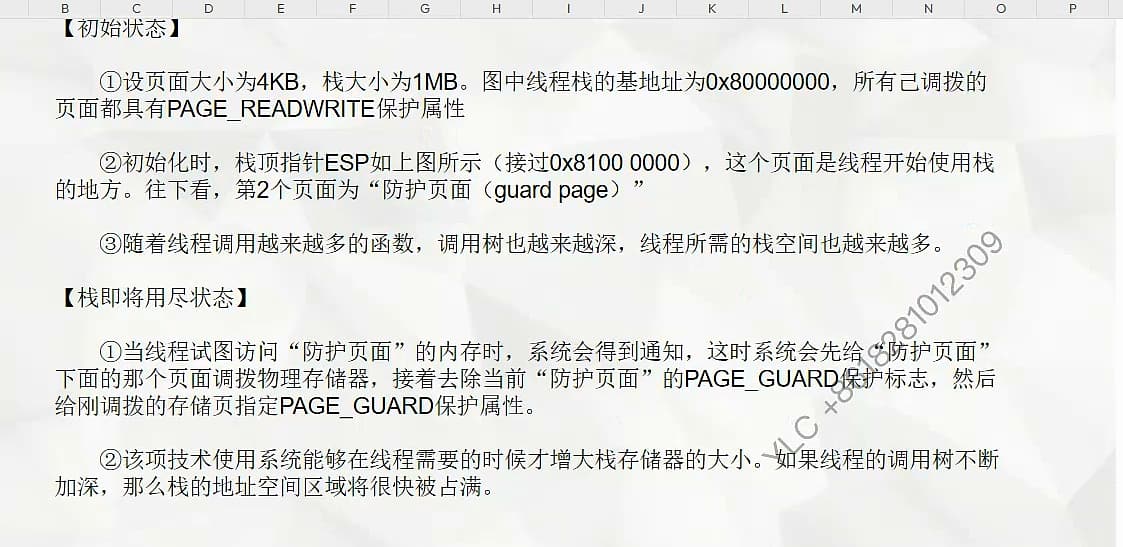 B C D E F G H I J K L M N O P
【初始状态】
①设页面大小为4KB，栈大小为1MB。图中线程栈的基地址为0x80000000，所有己调拨的
页面都具有PAGE_READWRITE保护属性
②初始化时，栈顶指针ESP如上图所示（接过0x8100 0000），这个页面是线程开始使用栈
的地方。往下看，第2个页面为“防护页面（guard page）”
③随着线程调用越来越多的函数，调用树也越来越深，线程所需的栈空间也越来越多。
【栈即将用尽状态】
①当线程试图访问“防护页面”的内存时，系统会得到通知，这时系统会先给“防护页面”
下面的那个页面调拨物理存储器，接着去除当前“防护页面”的PAGE_GUARD保护标志，然后
给刚调拨的存储页指定PAGE_GUARD保护属性。
②该项技术使用系统能够在线程需要的时候才增大栈存储器的大小。如果线程的调用树不断
加深，那么栈的地址空间区域将很快被占满。
YLC +8618281012309